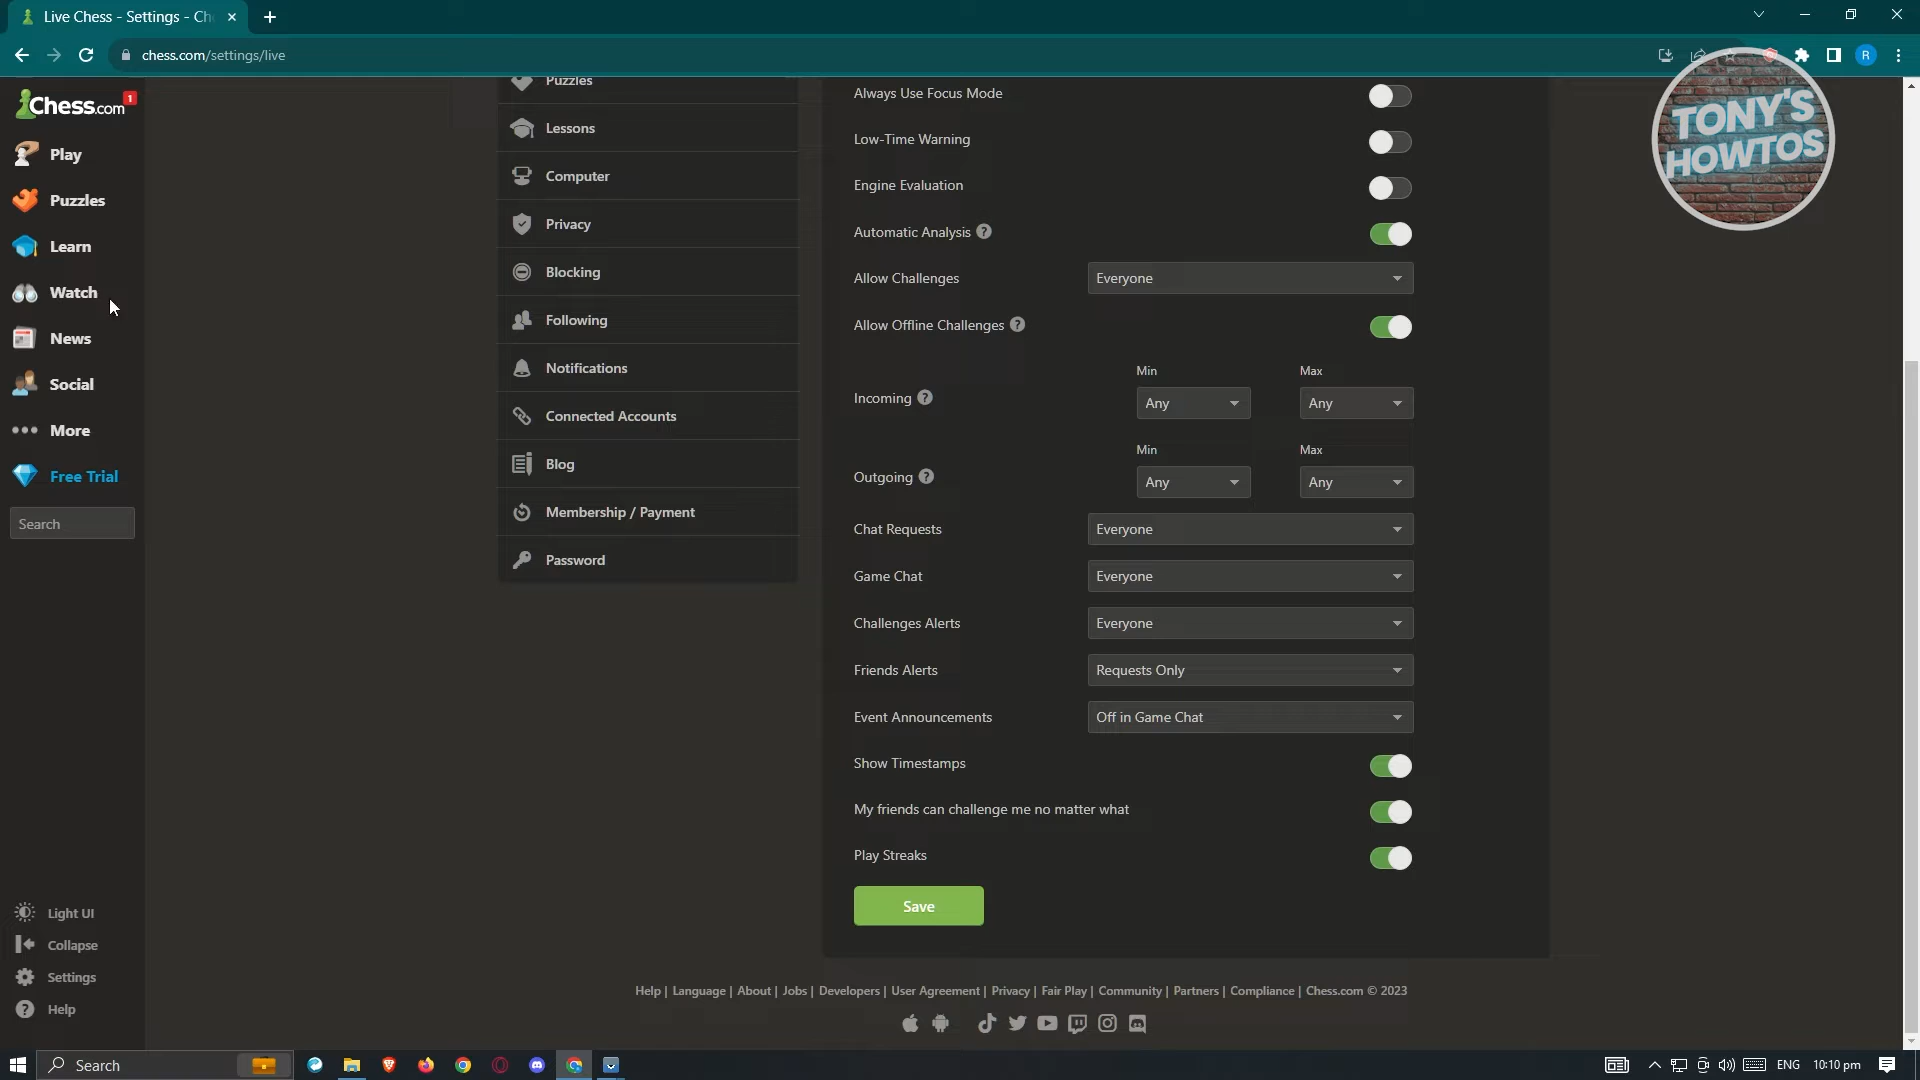 Live Chess - Settings - Ch
chess.com/settings/live
R
Chess.com
1
Play
Puzzles
Learn
Watch
News
Social
More
Free Trial
Search
Light UI
Collapse
Settings
Help
Puzzles
Lessons
Computer
Privacy
Blocking
Following
Notifications
Connected Accounts
Blog
Membership / Payment
Password
Always Use Focus Mode
Low-Time Warning
Engine Evaluation
Automatic Analysis ?
Allow Challenges Everyone
Allow Offline Challenges ?
Min Max
Incoming ? Any Any
Min Max
Outgoing ? Any Any
Chat Requests Everyone
Game Chat Everyone
Challenges Alerts Everyone
Friends Alerts Requests Only
Event Announcements Off in Game Chat
Show Timestamps
My friends can challenge me no matter what
Play Streaks
Save
Help | Language | About | Jobs | Developers | User Agreement | Privacy | Fair Play | Community | Partners | Compliance | Chess.com © 2023
TONY'S
HOWTOS
Search
ENG 10:10 pm